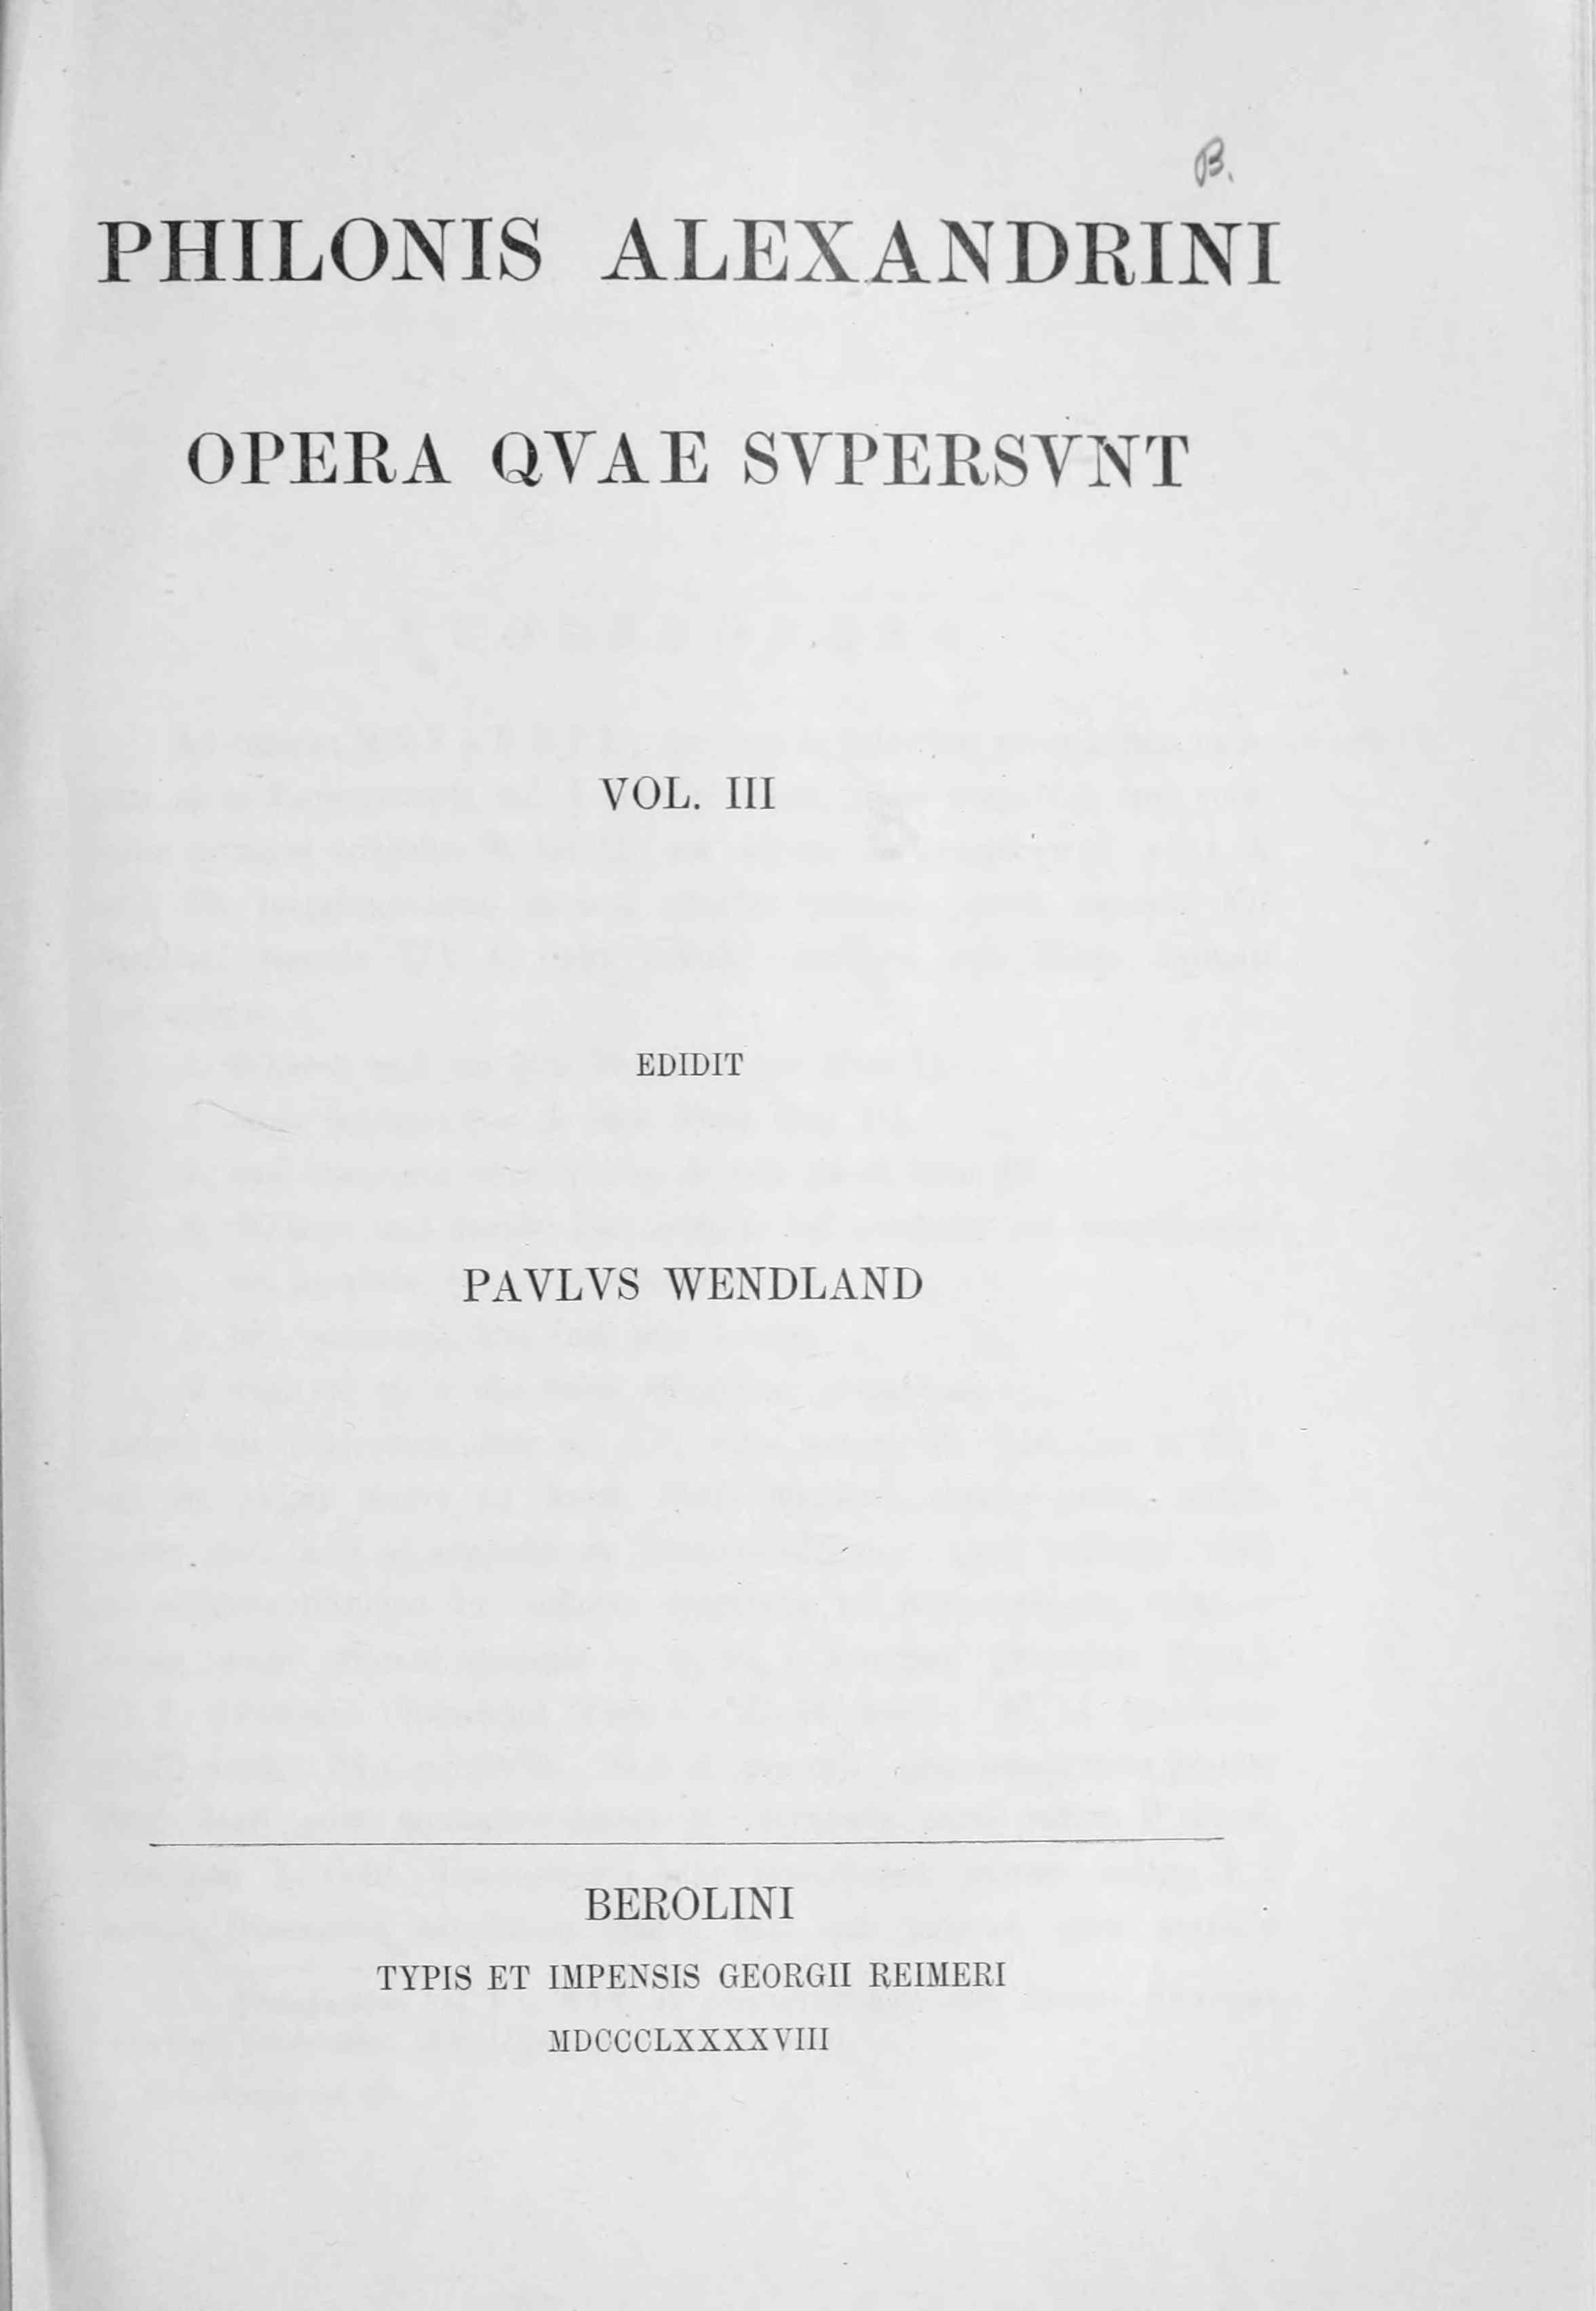 B.
PHILONIS ALEXANDRINI
OPERA QVAE SVPERSVNT
VOL. III
EDIDIT
PAVLVS WENDLAND
BEROLINI
TYPIS ET IMPENSIS GEORGII REIMERI
MDCCCLXXXXVIII